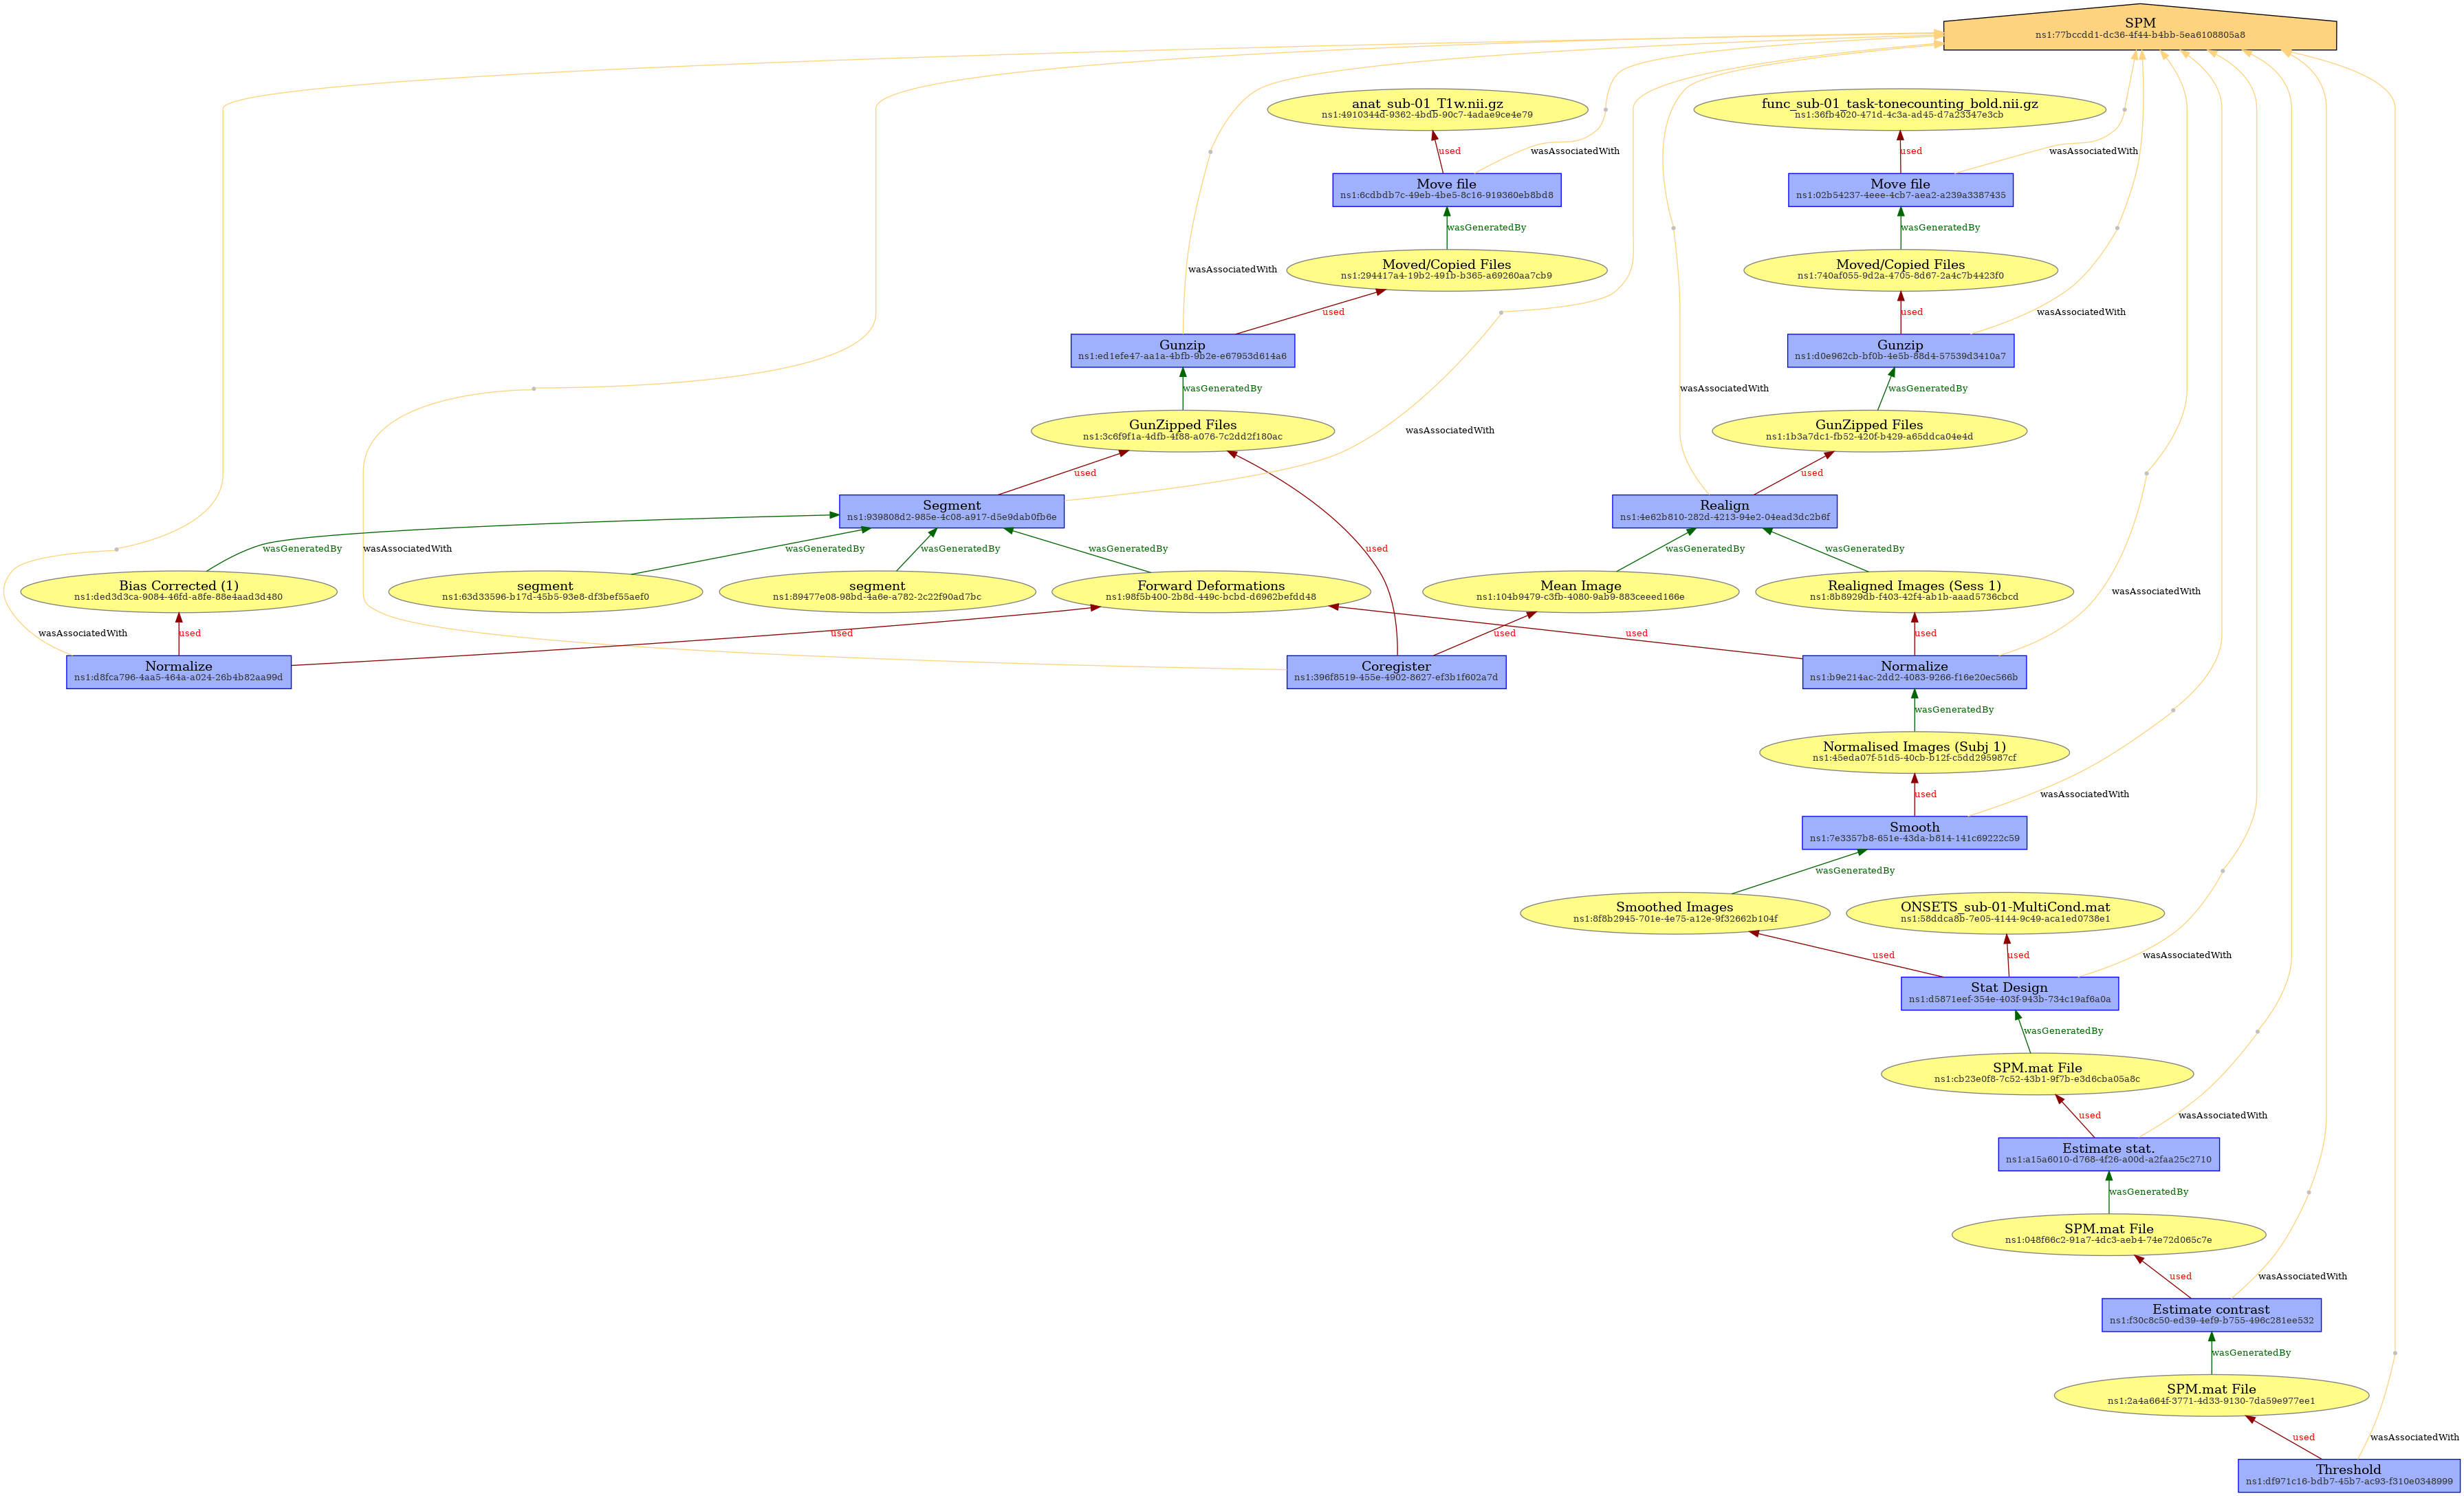 SPM
ns1:77bccdd1-dc36-4f44-b4bb-5ea6108805a8
anat_sub-01_T1w.nii.gz
ns1:4910344d-9362-4bdb-90c7-4adae9ce4e79
func_sub-01_task-tonecounting_bold.nii.gz
ns1:36fb4020-471d-4c3a-ad45-d7a23347e3cb
used
wasAssociatedWith
used
wasAssociatedWith
Move file
ns1:6cdbdb7c-49eb-4be5-8c16-919360eb8bd8
Move file
ns1:02b54237-4eee-4cb7-aea2-a239a3387435
wasGeneratedBy
wasGeneratedBy
wasAssociatedWith
Moved/Copied Files
ns1:294417a4-19b2-491b-b365-a69260aa7cb9
Moved/Copied Files
ns1:740af055-9d2a-4705-8d67-2a4c7b4423f0
used
used
wasAssociatedWith
Gunzip
ns1:ed1efe47-aa1a-4bfb-9b2e-e67953d614a6
Gunzip
ns1:d0e962cb-bf0b-4e5b-88d4-57539d3410a7
wasGeneratedBy
wasAssociatedWith
wasGeneratedBy
GunZipped Files
ns1:3c6f9f1a-4dfb-4f88-a076-7c2dd2f180ac
wasAssociatedWith
GunZipped Files
ns1:1b3a7dc1-fb52-420f-b429-a65ddca04e4d
used
used
Segment
ns1:939808d2-985e-4c08-a917-d5e9dab0fb6e
Realign
ns1:4e62b810-282d-4213-94e2-04ead3dc2b6f
wasGeneratedBy
wasAssociatedWith
wasGeneratedBy
wasGeneratedBy
wasGeneratedBy
used
wasGeneratedBy
wasGeneratedBy
Bias Corrected (1)
ns1:ded3d3ca-9084-46fd-a8fe-88e4aad3d480
segment
ns1:63d33596-b17d-45b5-93e8-df3bef55aef0
segment
ns1:89477e08-98bd-4a6e-a782-2c22f90ad7bc
Forward Deformations
ns1:98f5b400-2b8d-449c-bcbd-d6962befdd48
Mean Image
ns1:104b9479-c3fb-4080-9ab9-883ceeed166e
Realigned Images (Sess 1)
ns1:8b8929db-f403-42f4-ab1b-aaad5736cbcd
wasAssociatedWith
wasAssociatedWith
used
used
used
used
used
Normalize
ns1:d8fca796-4aa5-464a-a024-26b4b82aa99d
Coregister
ns1:396f8519-455e-4902-8627-ef3b1f602a7d
Normalize
ns1:b9e214ac-2dd2-4083-9266-f16e20ec566b
wasGeneratedBy
Normalised Images (Subj 1)
ns1:45eda07f-51d5-40cb-b12f-c5dd295987cf
used
wasAssociatedWith
Smooth
ns1:7e3357b8-651e-43da-b814-141c69222c59
wasGeneratedBy
Smoothed Images
ns1:8f8b2945-701e-4e75-a12e-9f32662b104f
ONSETS_sub-01-MultiCond.mat
ns1:58ddca8b-7e05-4144-9c49-aca1ed0738e1
used
used
wasAssociatedWith
Stat Design
ns1:d5871eef-354e-403f-943b-734c19af6a0a
wasGeneratedBy
SPM.mat File
ns1:cb23e0f8-7c52-43b1-9f7b-e3d6cba05a8c
used
wasAssociatedWith
Estimate stat.
ns1:a15a6010-d768-4f26-a00d-a2faa25c2710
wasGeneratedBy
SPM.mat File
ns1:048f66c2-91a7-4dc3-aeb4-74e72d065c7e
used
wasAssociatedWith
Estimate contrast
ns1:f30c8c50-ed39-4ef9-b755-496c281ee532
wasGeneratedBy
SPM.mat File
ns1:2a4a664f-3771-4d33-9130-7da59e977ee1
used
wasAssociatedWith
Threshold
ns1:df971c16-bdb7-45b7-ac93-f310e0348999